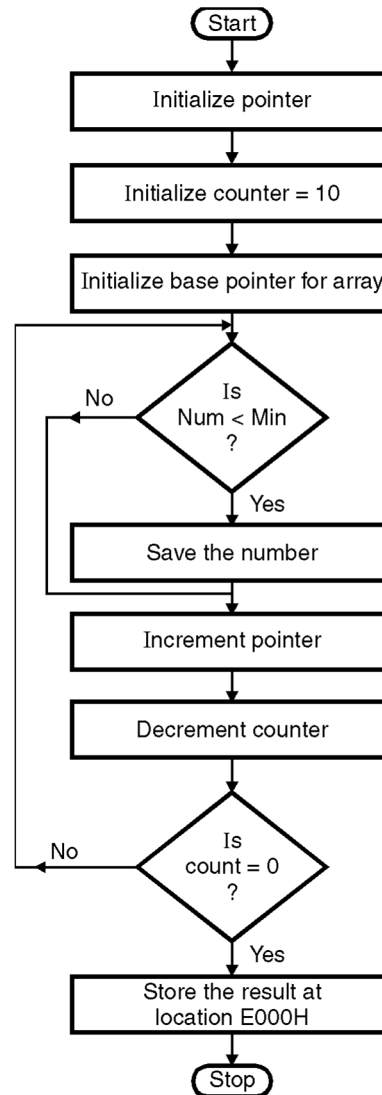 Start
Initialize pointer
Initialize counter = 10
Initialize base pointer for array
Is
Num < Min
?
No
Yes
Save the number
Increment pointer
Decrement counter
Is
count = 0
?
No
Yes
Store the result at
location E000H
Stop